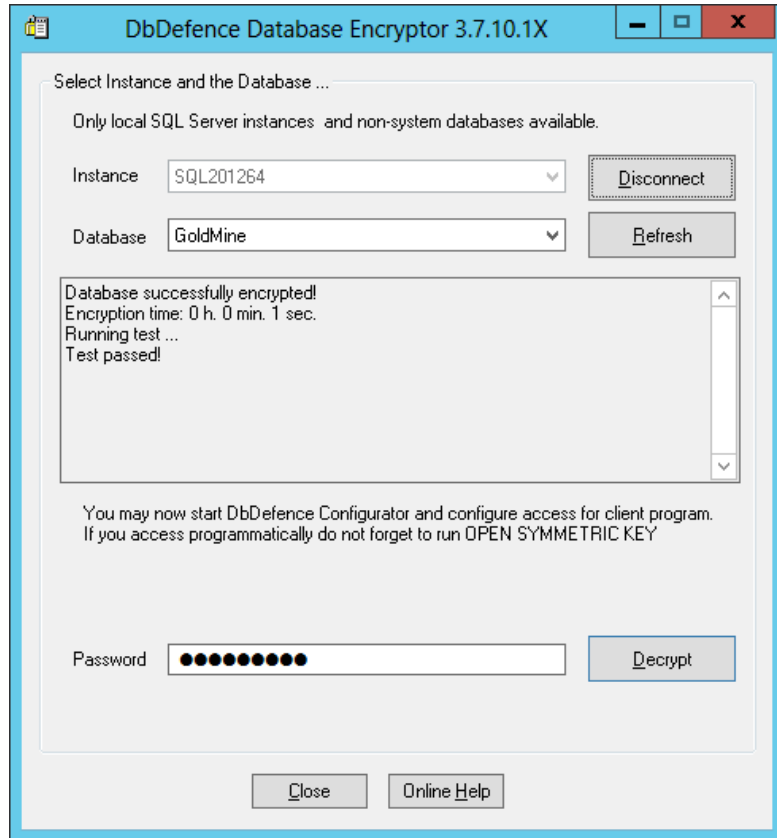 DbDefence Database Encryptor 3.7.10.1X
Select Instance and the Database ...
Only local SQL Server instances and non-system databases available.
Instance SQL201264 Disconnect
Database GoldMine Refresh
Database successfully encrypted!
Encryption time: 0 h. 0 min. 1 sec.
Running test ...
Test passed!
You may now start DbDefence Configurator and configure access for client program.
If you access programmatically do not forget to run OPEN SYMMETRIC KEY
Password ●●●●●●●●● Decrypt
Close Online Help